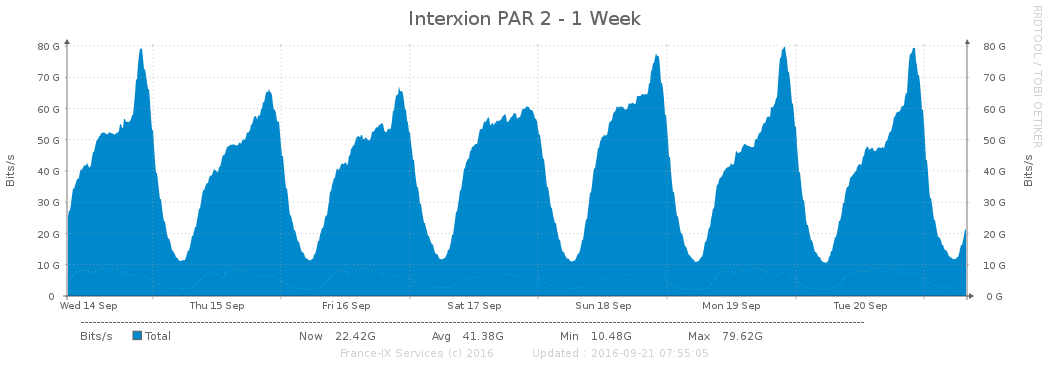 Interxion PAR 2 - 1 Week
RRDTOOL / TOBI OETIKER
Bits/s
80 G
70 G
60 G
50 G
40 G
30 G
20 G
10 G
0
80 G
70 G
60 G
50 G
40 G
30 G
20 G
10 G
0 G
Bits/s
Wed 14 Sep Thu 15 Sep Fri 16 Sep Sat 17 Sep Sun 18 Sep Mon 19 Sep Tue 20 Sep
Bits/s Total Now 22.42G Avg 41.38G Min 10.48G Max 79.62G
France-IX Services (c) 2016 Updated : 2016-09-21 07:55:05